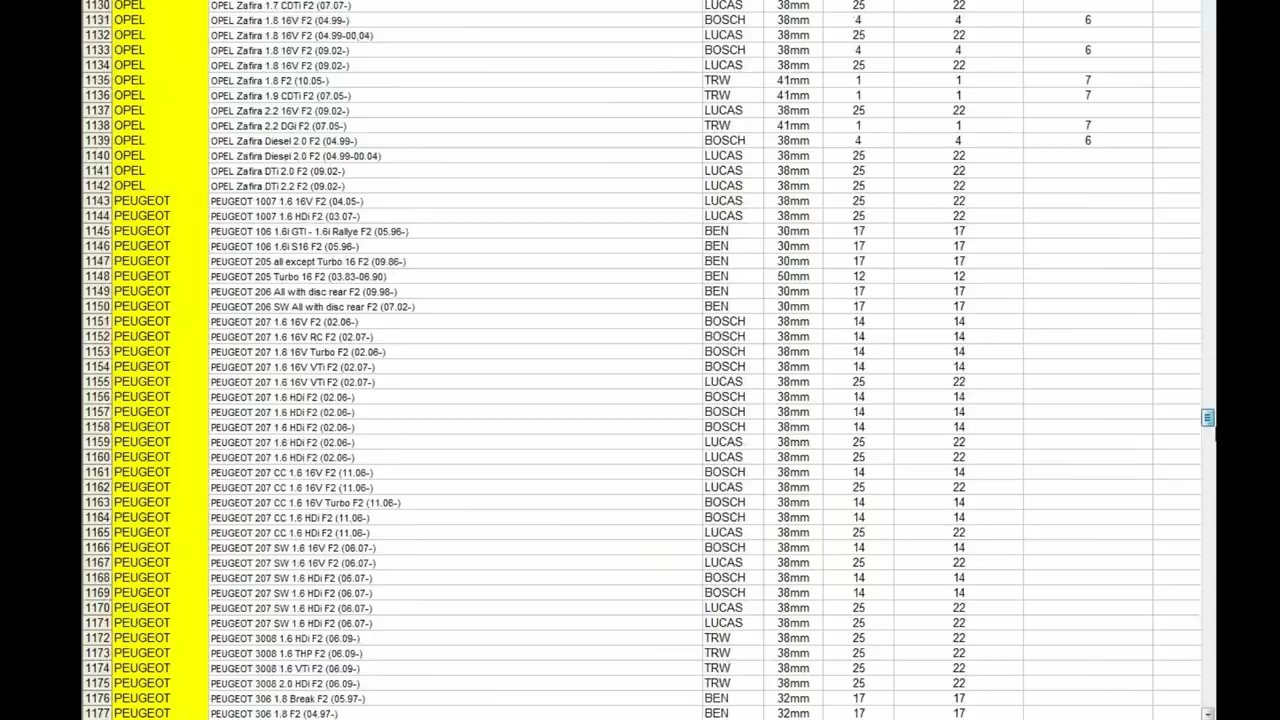 1130 OPEL OPEL Zafira 1.7 CDTi F2 (07.07-) LUCAS 38mm 25 22
1131 OPEL OPEL Zafira 1.8 16V F2 (04.99-) BOSCH 38mm 4 4 6
1132 OPEL OPEL Zafira 1.8 16V F2 (04.99-00,04) LUCAS 38mm 25 22
1133 OPEL OPEL Zafira 1.8 16V F2 (09.02-) BOSCH 38mm 4 4 6
1134 OPEL OPEL Zafira 1.8 16V F2 (09.02-) LUCAS 38mm 25 22
1135 OPEL OPEL Zafira 1.8 F2 (10.05-) TRW 41mm 1 1 7
1136 OPEL OPEL Zafira 1.9 CDTi F2 (07.05-) TRW 41mm 1 1 7
1137 OPEL OPEL Zafira 2.2 16V F2 (09.02-) LUCAS 38mm 25 22
1138 OPEL OPEL Zafira 2.2 DGi F2 (07.05-) TRW 41mm 1 1 7
1139 OPEL OPEL Zafira Diesel 2.0 F2 (04.99-) BOSCH 38mm 4 4 6
1140 OPEL OPEL Zafira Diesel 2.0 F2 (04.99-00.04) LUCAS 38mm 25 22
1141 OPEL OPEL Zafira DTi 2.0 F2 (09.02-) LUCAS 38mm 25 22
1142 OPEL OPEL Zafira DTi 2.2 F2 (09.02-) LUCAS 38mm 25 22
1143 PEUGEOT PEUGEOT 1007 1.6 16V F2 (04.05-) LUCAS 38mm 25 22
1144 PEUGEOT PEUGEOT 1007 1.6 HDi F2 (03.07-) LUCAS 38mm 25 22
1145 PEUGEOT PEUGEOT 106 1.6i GTI - 1.6i Rallye F2 (05.96-) BEN 30mm 17 17
1146 PEUGEOT PEUGEOT 106 1.6i S16 F2 (05.96-) BEN 30mm 17 17
1147 PEUGEOT PEUGEOT 205 all except Turbo 16 F2 (09.86-) BEN 30mm 17 17
1148 PEUGEOT PEUGEOT 205 Turbo 16 F2 (03.83-06.90) BEN 50mm 12 12
1149 PEUGEOT PEUGEOT 206 All with disc rear F2 (09.98-) BEN 30mm 17 17
1150 PEUGEOT PEUGEOT 206 SW All with disc rear F2 (07.02-) BEN 30mm 17 17
1151 PEUGEOT PEUGEOT 207 1.6 16V F2 (02.06-) BOSCH 38mm 14 14
1152 PEUGEOT PEUGEOT 207 1.6 16V RC F2 (02.07-) BOSCH 38mm 14 14
1153 PEUGEOT PEUGEOT 207 1.6 16V Turbo F2 (02.06-) BOSCH 38mm 14 14
1154 PEUGEOT PEUGEOT 207 1.6 16V VTi F2 (02.07-) BOSCH 38mm 14 14
1155 PEUGEOT PEUGEOT 207 1.6 16V VTi F2 (02.07-) LUCAS 38mm 25 22
1156 PEUGEOT PEUGEOT 207 1.6 HDi F2 (02.06-) BOSCH 38mm 14 14
1157 PEUGEOT PEUGEOT 207 1.6 HDi F2 (02.06-) BOSCH 38mm 14 14
1158 PEUGEOT PEUGEOT 207 1.6 HDi F2 (02.06-) BOSCH 38mm 14 14
1159 PEUGEOT PEUGEOT 207 1.6 HDi F2 (02.06-) LUCAS 38mm 25 22
1160 PEUGEOT PEUGEOT 207 1.6 HDi F2 (02.06-) LUCAS 38mm 25 22
1161 PEUGEOT PEUGEOT 207 CC 1.6 16V F2 (11.06-) BOSCH 38mm 14 14
1162 PEUGEOT PEUGEOT 207 CC 1.6 16V F2 (11.06-) LUCAS 38mm 25 22
1163 PEUGEOT PEUGEOT 207 CC 1.6 16V Turbo F2 (11.06-) BOSCH 38mm 14 14
1164 PEUGEOT PEUGEOT 207 CC 1.6 HDi F2 (11,06-) BOSCH 38mm 14 14
1165 PEUGEOT PEUGEOT 207 CC 1.6 HDi F2 (11,06-) LUCAS 38mm 25 22
1166 PEUGEOT PEUGEOT 207 SW 1.6 16V F2 (06.07-) BOSCH 38mm 14 14
1167 PEUGEOT PEUGEOT 207 SW 1.6 16V F2 (06.07-) LUCAS 38mm 25 22
1168 PEUGEOT PEUGEOT 207 SW 1.6 HDi F2 (06.07-) BOSCH 38mm 14 14
1169 PEUGEOT PEUGEOT 207 SW 1.6 HDi F2 (06.07-) BOSCH 38mm 14 14
1170 PEUGEOT PEUGEOT 207 SW 1.6 HDi F2 (06.07-) LUCAS 38mm 25 22
1171 PEUGEOT PEUGEOT 207 SW 1.6 HDi F2 (06.07-) LUCAS 38mm 25 22
1172 PEUGEOT PEUGEOT 3008 1.6 HDi F2 (06.09-) TRW 38mm 25 22
1173 PEUGEOT PEUGEOT 3008 1.6 THP F2 (06.09-) TRW 38mm 25 22
1174 PEUGEOT PEUGEOT 3008 1.6 VTi F2 (06.09-) TRW 38mm 25 22
1175 PEUGEOT PEUGEOT 3008 2.0 HDi F2 (06.09-) TRW 38mm 25 22
1176 PEUGEOT PEUGEOT 306 1.8 Break F2 (05.97-) BEN 32mm 17 17
1177 PEUGEOT PEUGEOT 306 1.8 F2 (04.97-) BEN 32mm 17 17